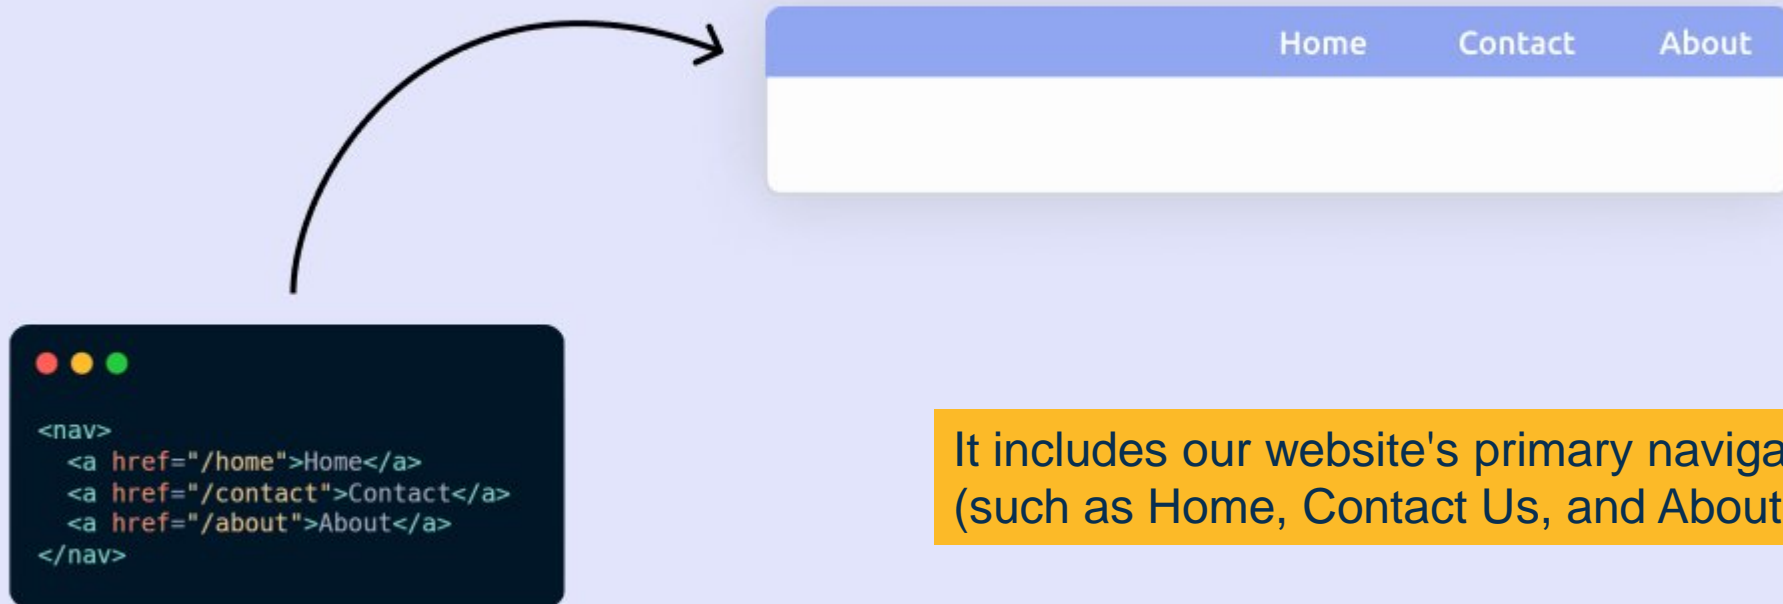 Home Contact About
<nav>
<a href="/home">Home</a>
<a href="/contact">Contact</a>
<a href="/about">About</a>
</nav>
It includes our website's primary
(such as Home, Contact Us, and About